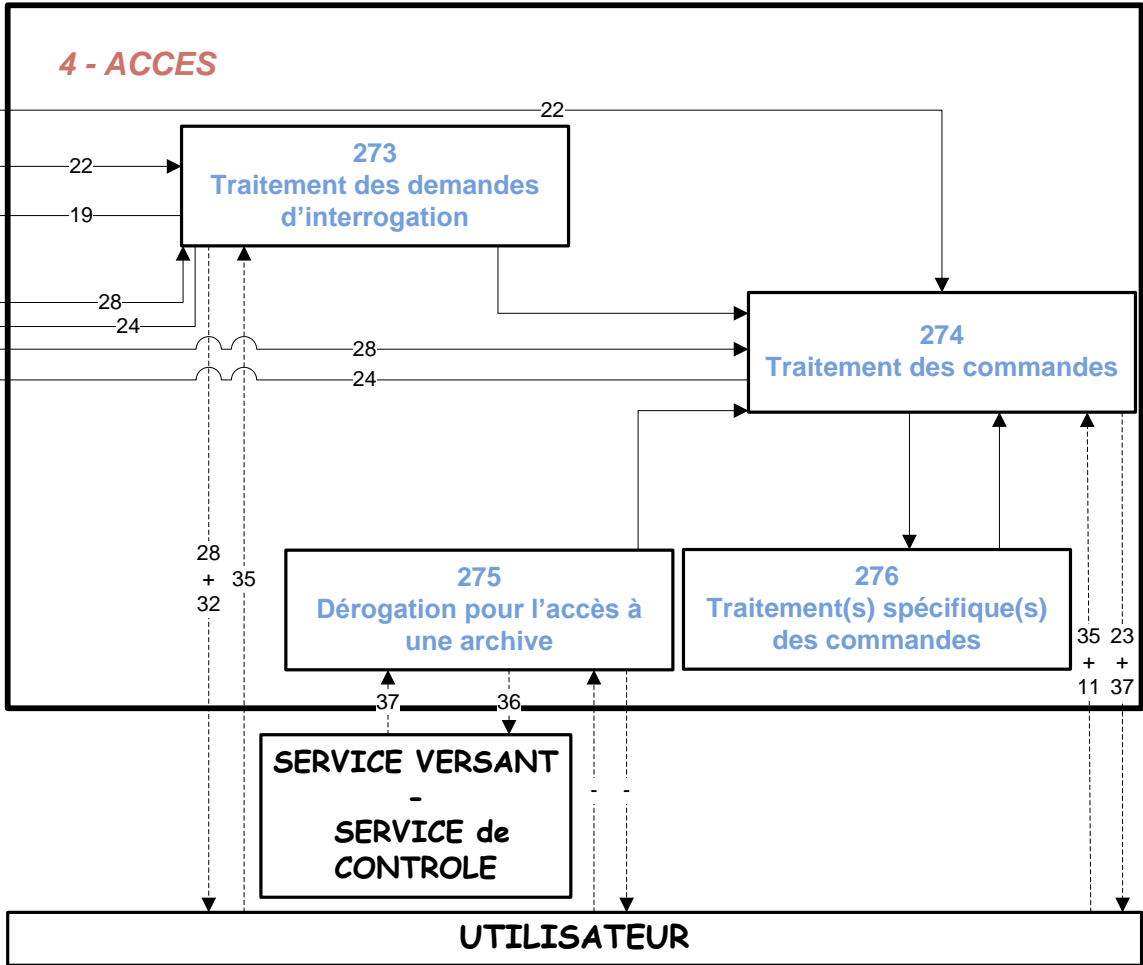 4 - ACCES
22
273
Traitement des demandes
d'interrogation
22
19
28
24
274
Traitement des commandes
28
24
28
+
32
35
275
Dérogation pour l'accès à
une archive
276
Traitement(s) spécifique(s)
des commandes
35
+
11
23
+
37
37
36
SERVICE VERSANT
-
SERVICE de
CONTROLE
-
-
UTILISATEUR